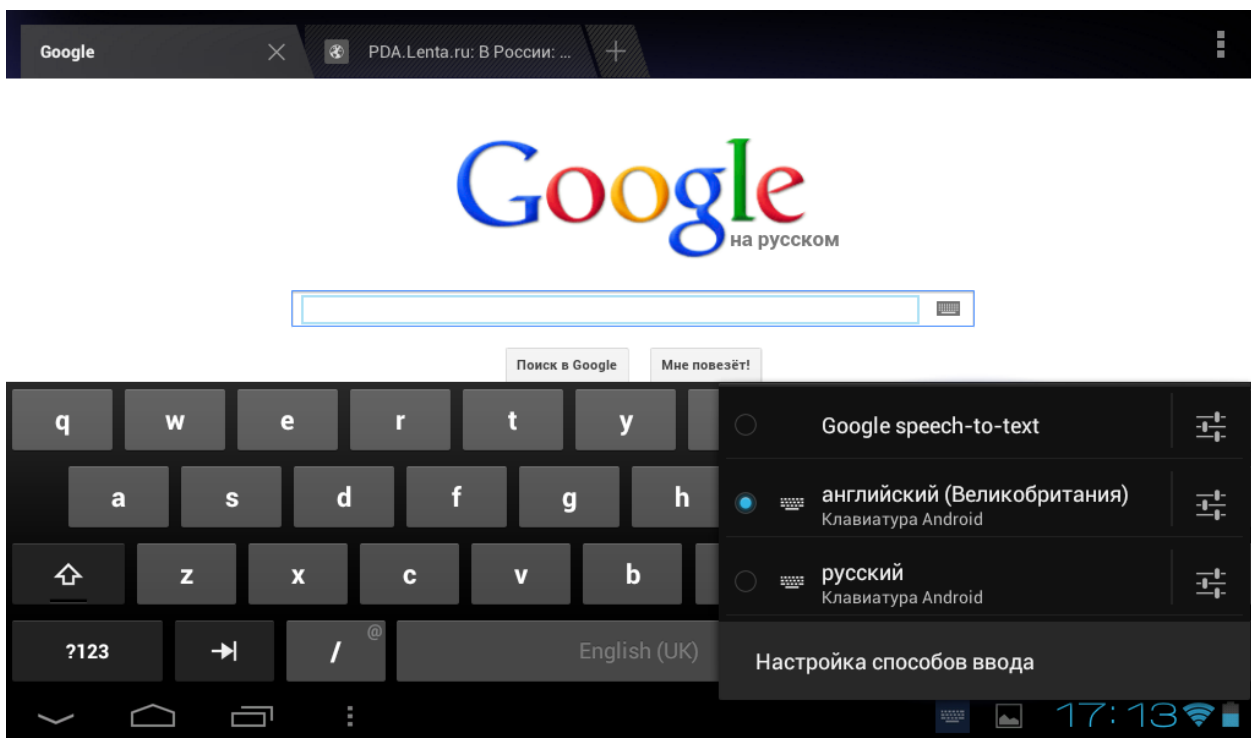 Google
PDA.Lenta.ru: В России: ...
Google
на русском
Поиск в Google
Мне повезёт!
q w e r t y
a s d f g h
z x c v b
?123 / @ English (UK)
Google speech-to-text
английский (Великобритания)
Клавиатура Android
русский
Клавиатура Android
Настройка способов ввода
17:13